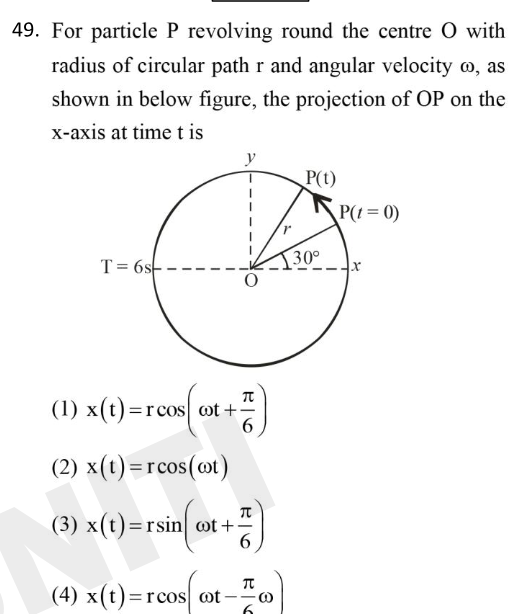 49. For particle P revolving round the centre O with
radius of circular path r and angular velocity ω, as
shown in below figure, the projection of OP on the
x-axis at time t is
y
P(t)
P(t = 0)
r
30°
T = 6s
x
O
(1) x(t) = r cos(ωt + π/6)
(2) x(t) = r cos(ωt)
(3) x(t) = r sin(ωt + π/6)
(4) x(t) = r cos(ωt − π/6 ω)
NITI